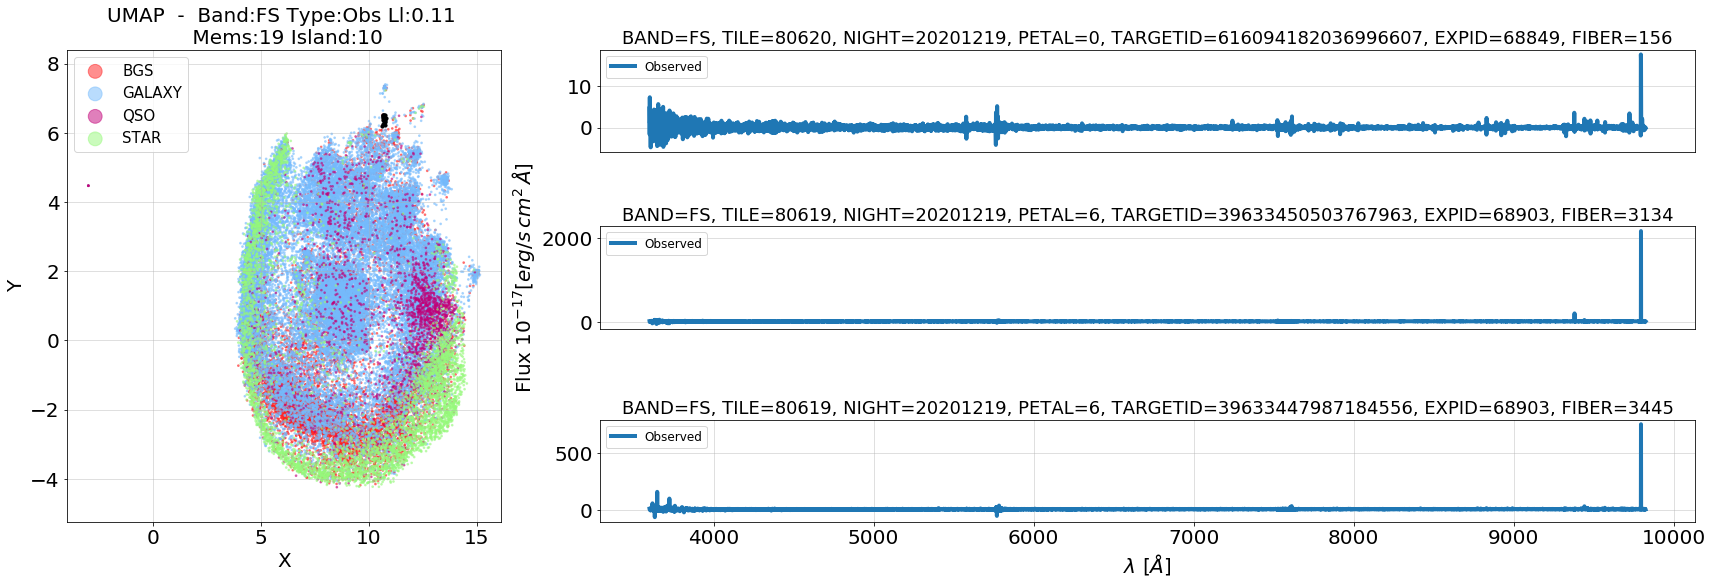 UMAP - Band:FS Type:Obs Ll:0.11
Mems:19 Island:10
BGS
GALAXY
QSO
STAR
8
6
4
2
0
−2
−4
Y
0
5
10
15
X
Flux 10⁻¹⁷[erg/s cm² Å]
BAND=FS, TILE=80620, NIGHT=20201219, PETAL=0, TARGETID=616094182036996607, EXPID=68849, FIBER=156
Observed
10
0
BAND=FS, TILE=80619, NIGHT=20201219, PETAL=6, TARGETID=39633450503767963, EXPID=68903, FIBER=3134
Observed
2000
0
BAND=FS, TILE=80619, NIGHT=20201219, PETAL=6, TARGETID=39633447987184556, EXPID=68903, FIBER=3445
Observed
500
0
4000
5000
6000
7000
8000
9000
10000
λ [Å]